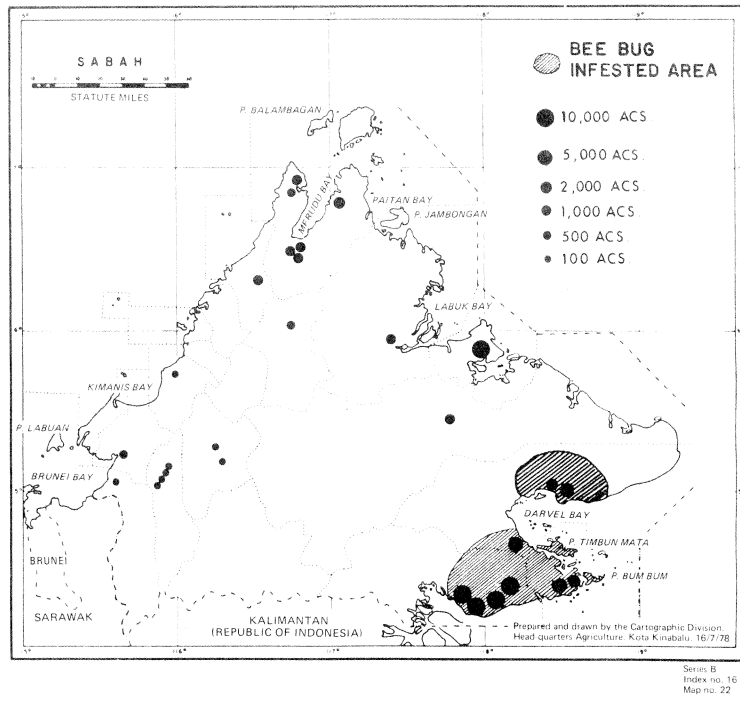 SABAH
STATUTE MILES
BEE BUG
INFESTED AREA
10,000 ACS
5,000 ACS.
2,000 ACS.
1,000 ACS.
500 ACS.
100 ACS.
P. BALAMBAGAN
MERUDU BAY
PAITAN BAY
P. JAMBONGAN
LABUK BAY
KIMANIS BAY
P. LABUAN
BRUNEI BAY
DARVEL BAY
P. TIMBUN MATA
P. BUM BUM
BRUNEI
SARAWAK
KALIMANTAN
(REPUBLIC OF INDONESIA)
Prepared and drawn by the Cartographic Division.
Head quarters Agriculture. Kota Kinabalu. 16/7/78
Series B
Index no. 16
Map no. 22